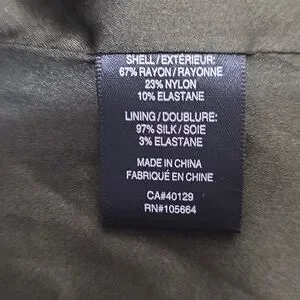 SHELL/EXTÉRIEUR:
67% RAYON/RAYONNE
23% NYLON
10% ELASTANE
LINING/DOUBLURE:
97% SILK/SOIE
3% ELASTANE
MADE IN CHINA
FABRIQUÉ EN CHINE
CA#40129
RN#105664